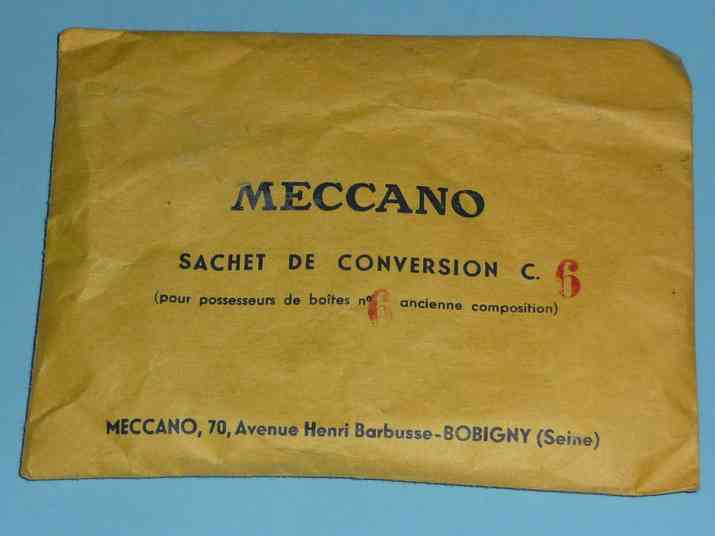 MECCANO
SACHET DE CONVERSION C. 6
(pour possesseurs de boîtes nº 6 ancienne composition)
MECCANO, 70, Avenue Henri Barbusse-BOBIGNY (Seine)